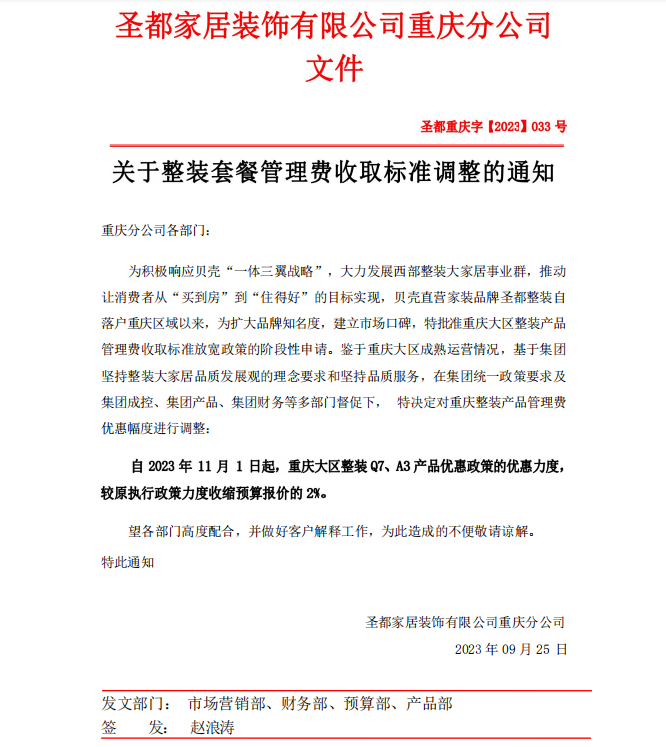 圣都家居装饰有限公司重庆分公司
文件
圣都重庆字【2023】033 号
关于整装套餐管理费收取标准调整的通知
重庆分公司各部门：
为积极响应贝壳“一体三翼战略”，大力发展西部整装大家居事业群，推动
让消费者从“买到房”到“住得好”的目标实现，贝壳直营家装品牌圣都整装自
落户重庆区域以来，为扩大品牌知名度，建立市场口碑，特批准重庆大区整装产品
管理费收取标准放宽政策的阶段性申请。鉴于重庆大区成熟运营情况，基于集团
坚持整装大家居品质发展观的理念要求和坚持品质服务，在集团统一政策要求及
集团成控、集团产品、集团财务等多部门督促下， 特决定对重庆整装产品管理费
优惠幅度进行调整：
自 2023 年 11 月 1 日起，重庆大区整装 Q7、A3 产品优惠政策的优惠力度，
较原执行政策力度收缩预算报价的 2%。
望各部门高度配合，并做好客户解释工作，为此造成的不便敬请谅解。
特此通知
圣都家居装饰有限公司重庆分公司
2023 年 09 月 25 日
发文部门： 市场营销部、财务部、预算部、产品部
签 发： 赵浪涛